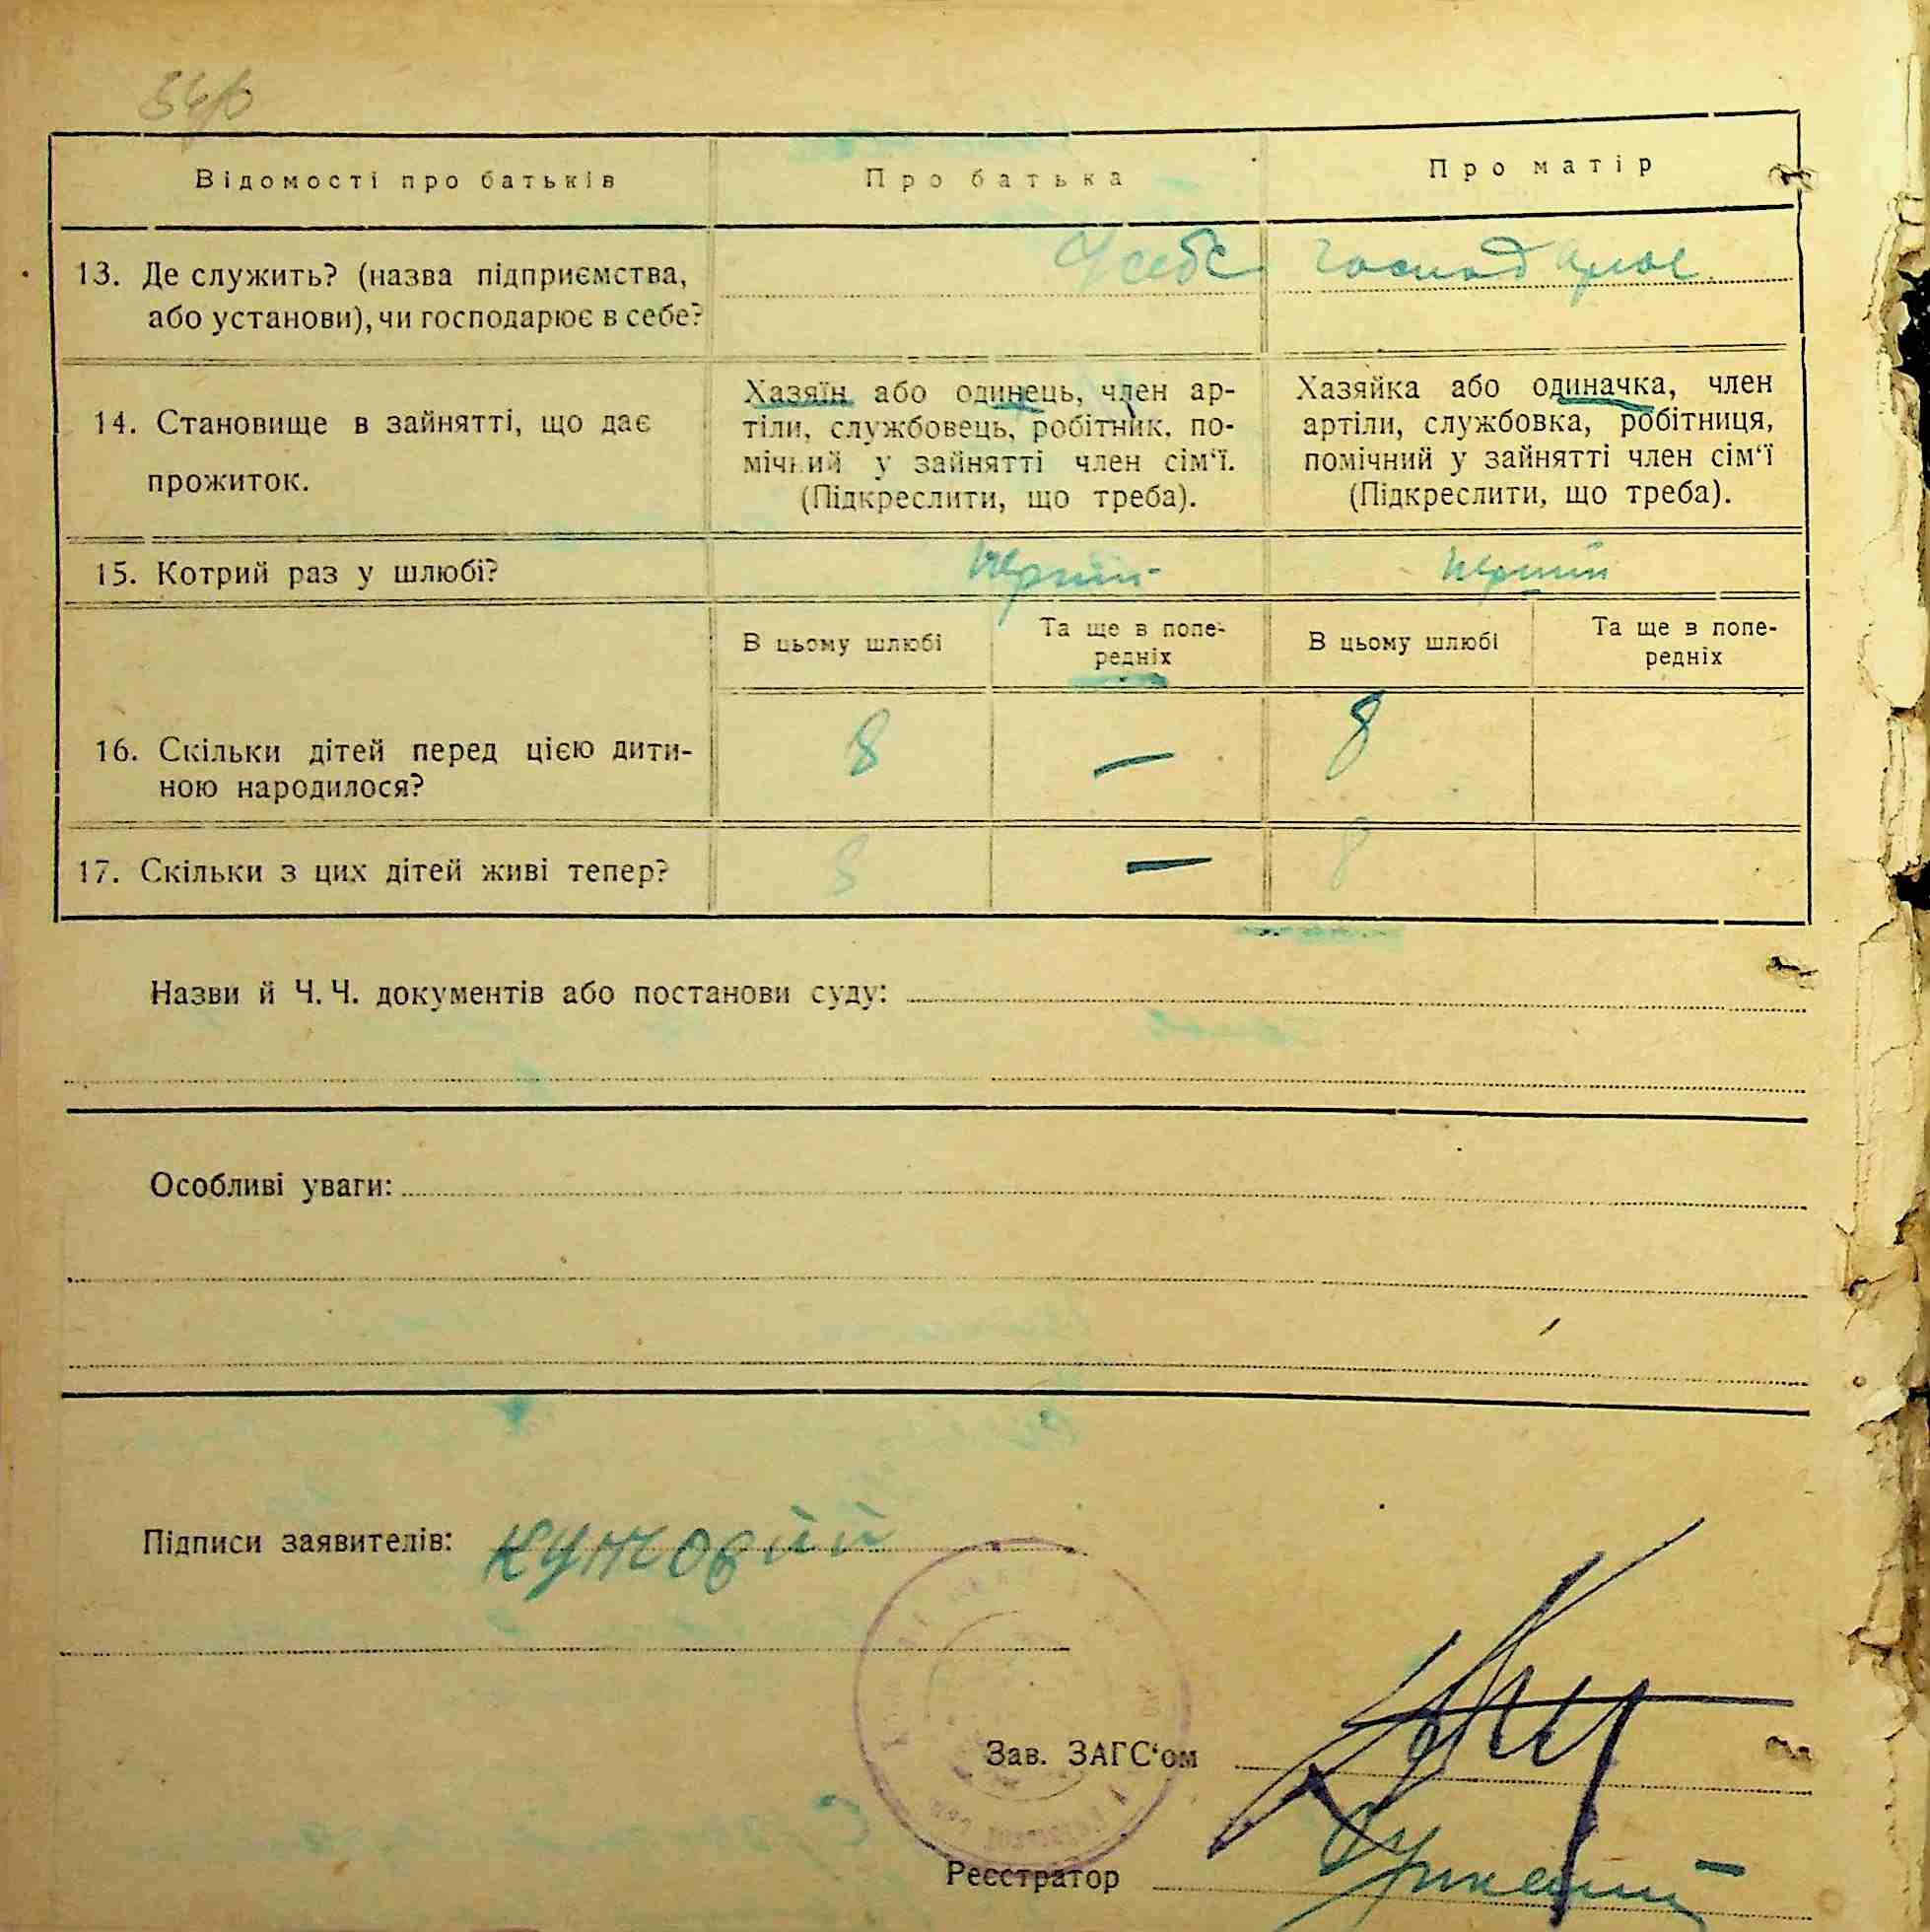 Відомості про батьків
Про батька
Про матір
13. Де служить? (назва підприємства,
або установи), чи господарює в себе?
У себе
господарює
14. Становище в зайнятті, що дає
прожиток.
Хазяїн або одинець, член ар-
тіли, службовець, робітник, по-
мічний у зайнятті член сім‘ї.
(Підкреслити, що треба).
Хазяйка або одиначка, член
артіли, службовка, робітниця,
помічний у зайнятті член сім‘ї
(Підкреслити, що треба).
15. Котрий раз у шлюбі?
перший
перший
В цьому шлюбі
Та ще в попе-
редніх
В цьому шлюбі
Та ще в попе-
редніх
16. Скільки дітей перед цією дити-
ною народилося?
8
—
8
17. Скільки з цих дітей живі тепер?
—
8
Назви й Ч. Ч. документів або постанови суду:
Особливі уваги:
Підписи заявителів:
Зав. ЗАГС‘ом
Реєстратор